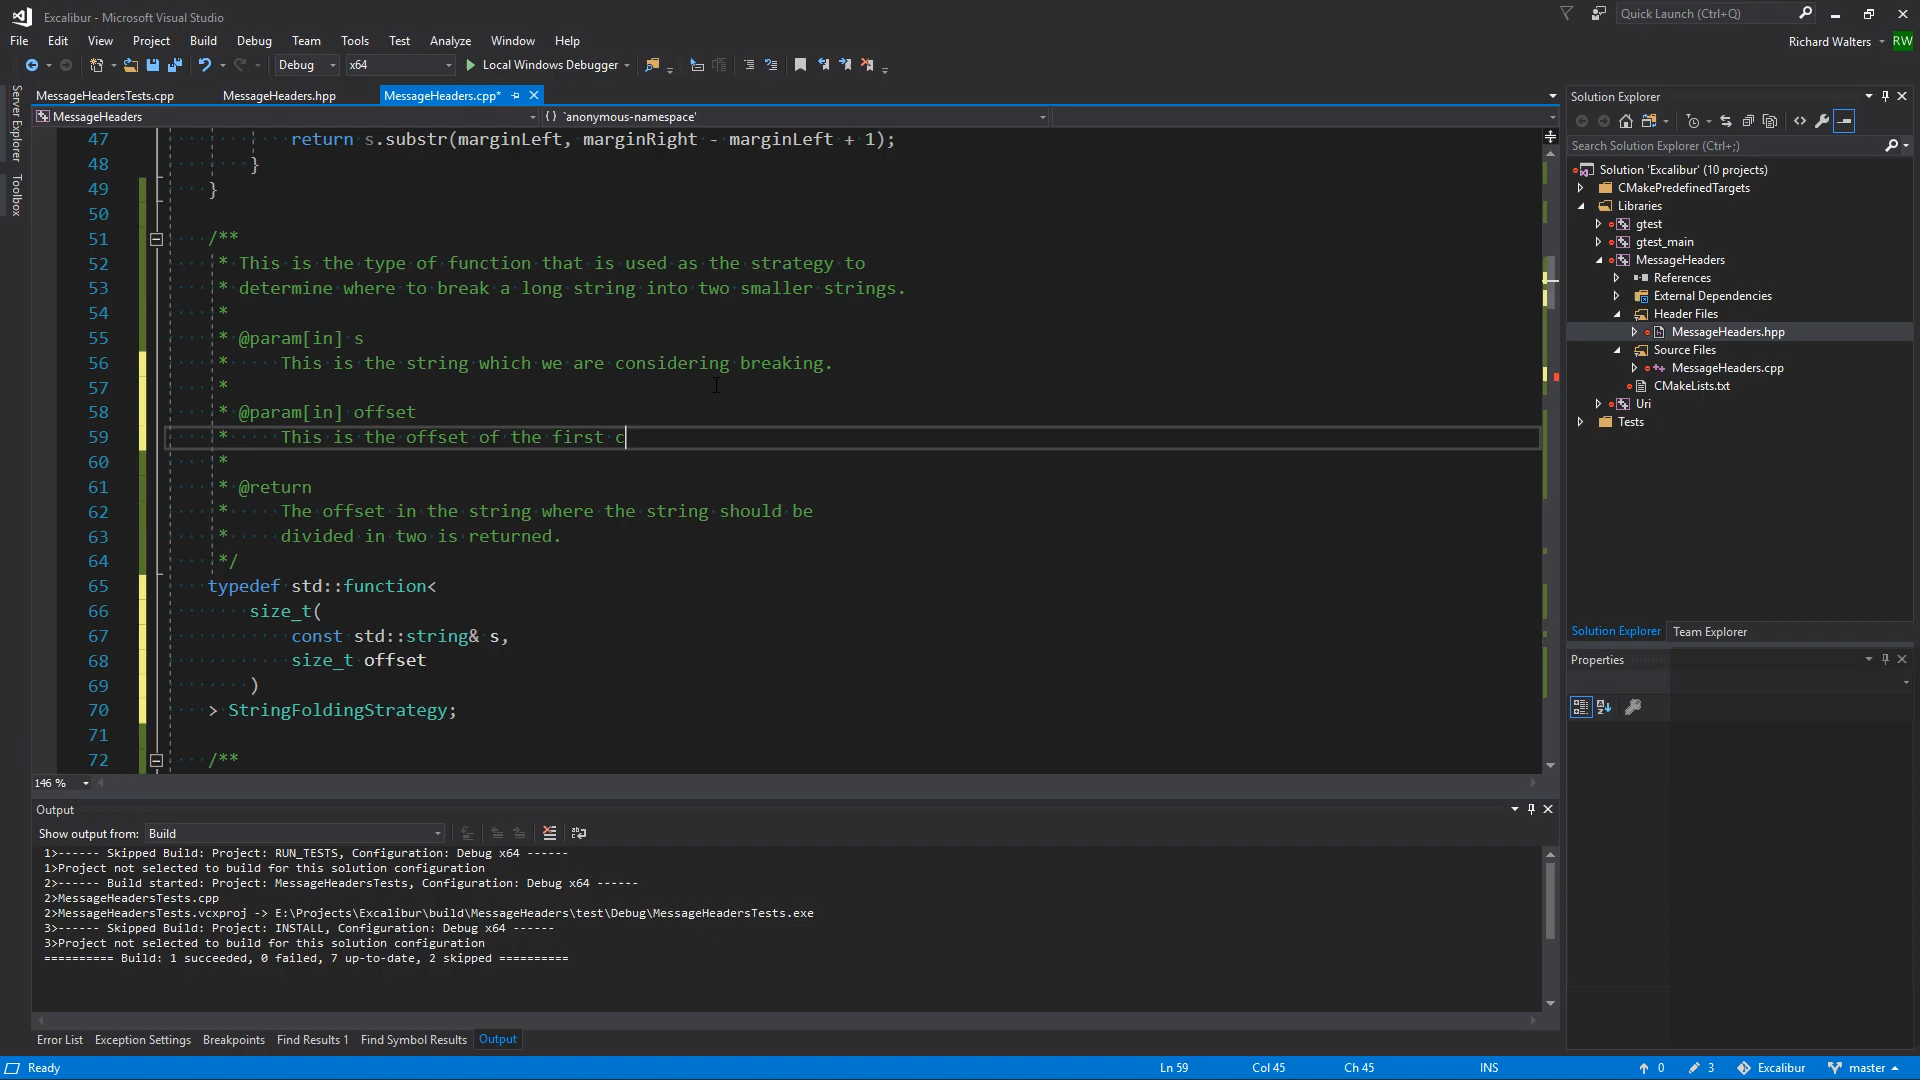 Excalibur - Microsoft Visual Studio
Quick Launch (Ctrl+Q)
File Edit View Project Build Debug Team Tools Test Analyze Window Help
Richard Walters RW
Debug x64 Local Windows Debugger
MessageHeadersTests.cpp MessageHeaders.hpp MessageHeaders.cpp*
MessageHeaders {} `anonymous-namespace'
Server Explorer
Toolbox
47 return s.substr(marginLeft, marginRight - marginLeft + 1);
48 }
49 }
50
51 /**
52 * This is the type of function that is used as the strategy to
53 * determine where to break a long string into two smaller strings.
54 *
55 * @param[in] s
56 * This is the string which we are considering breaking.
57 *
58 * @param[in] offset
59 * This is the offset of the first c
60 *
61 * @return
62 * The offset in the string where the string should be
63 * divided in two is returned.
64 */
65 typedef std::function<
66 size_t(
67 const std::string& s,
68 size_t offset
69 )
70 > StringFoldingStrategy;
71
72 /**
146 %
Output
Show output from: Build
1>------ Skipped Build: Project: RUN_TESTS, Configuration: Debug x64 ------
1>Project not selected to build for this solution configuration
2>------ Build started: Project: MessageHeadersTests, Configuration: Debug x64 ------
2>MessageHeadersTests.cpp
2>MessageHeadersTests.vcxproj -> E:\Projects\Excalibur\build\MessageHeaders\test\Debug\MessageHeadersTests.exe
3>------ Skipped Build: Project: INSTALL, Configuration: Debug x64 ------
3>Project not selected to build for this solution configuration
========== Build: 1 succeeded, 0 failed, 7 up-to-date, 2 skipped ==========
Error List Exception Settings Breakpoints Find Results 1 Find Symbol Results Output
Solution Explorer
Search Solution Explorer (Ctrl+;)
Solution 'Excalibur' (10 projects)
CMakePredefinedTargets
Libraries
gtest
gtest_main
MessageHeaders
References
External Dependencies
Header Files
MessageHeaders.hpp
Source Files
MessageHeaders.cpp
CMakeLists.txt
Uri
Tests
Solution Explorer Team Explorer
Properties
Ready Ln 59 Col 45 Ch 45 INS 0 3 Excalibur master